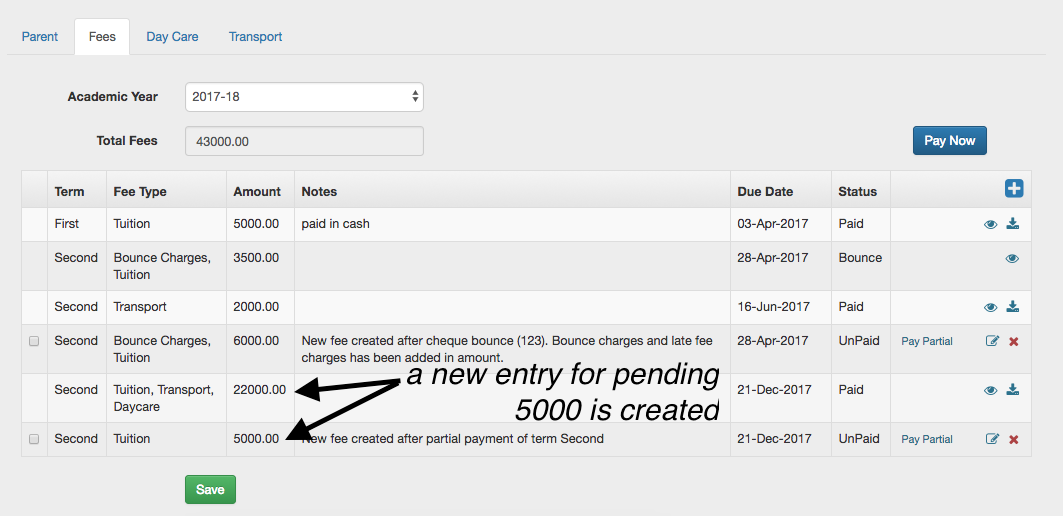 Parent Fees Day Care Transport
Academic Year 2017-18
Total Fees 43000.00 Pay Now
Term Fee Type Amount Notes Due Date Status
First Tuition 5000.00 paid in cash 03-Apr-2017 Paid
Second Bounce Charges, 3500.00 28-Apr-2017 Bounce
Tuition
Second Transport 2000.00 16-Jun-2017 Paid
Second Bounce Charges, 6000.00 New fee created after cheque bounce (123). Bounce charges and late fee 28-Apr-2017 UnPaid Pay Partial
Tuition charges has been added in amount.
a new entry for pending
Second Tuition, Transport, 22000.00 21-Dec-2017 Paid
Daycare
5000 is created
Second Tuition 5000.00 New fee created after partial payment of term Second 21-Dec-2017 UnPaid Pay Partial
Save